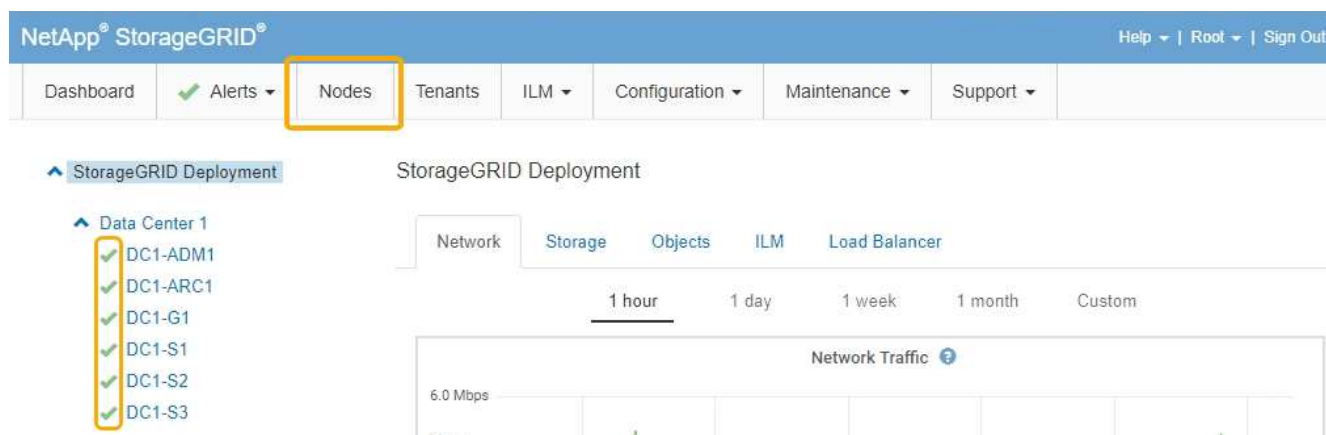 NetApp® StorageGRID®
Help | Root | Sign Out
Dashboard Alerts Nodes Tenants ILM Configuration Maintenance Support
StorageGRID Deployment
StorageGRID Deployment
Data Center 1
Network Storage Objects ILM Load Balancer
DC1-ADM1
DC1-ARC1
DC1-G1
DC1-S1
DC1-S2
DC1-S3
1 hour 1 day 1 week 1 month Custom
Network Traffic
6.0 Mbps